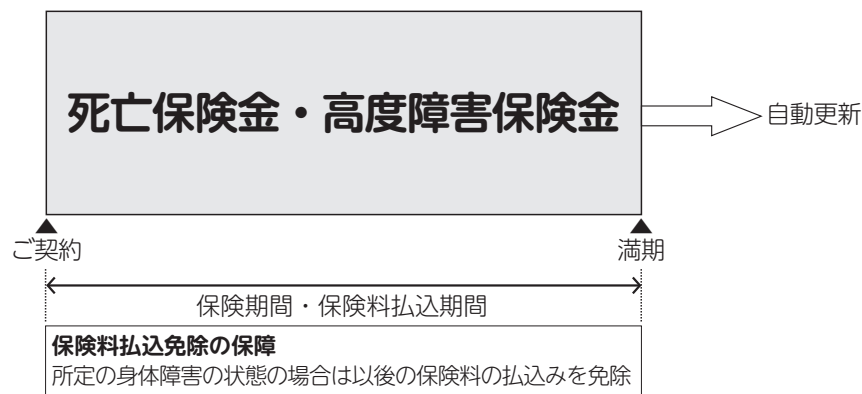 死亡保険金・高度障害保険金
自動更新
ご契約
満期
保険期間・保険料払込期間
保険料払込免除の保障
所定の身体障害の状態の場合は以後の保険料の払込みを免除